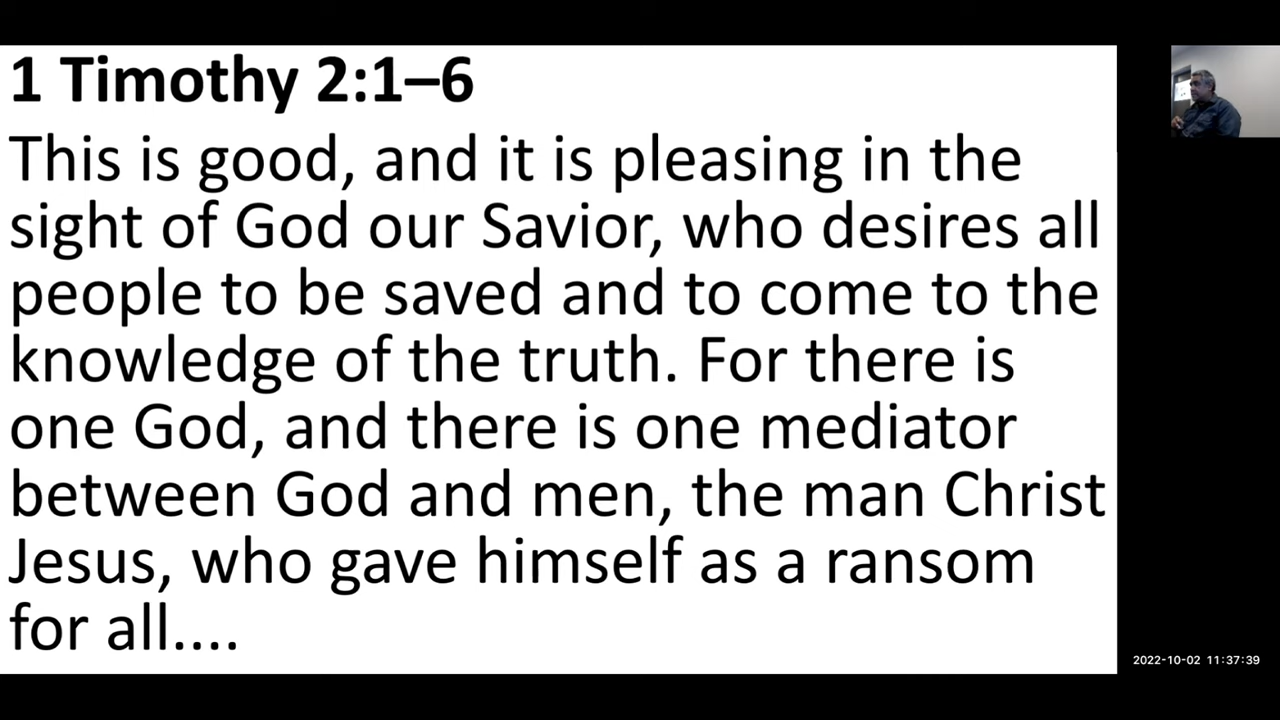 1 Timothy 2:1–6
This is good, and it is pleasing in the
sight of God our Savior, who desires all
people to be saved and to come to the
knowledge of the truth. For there is
one God, and there is one mediator
between God and men, the man Christ
Jesus, who gave himself as a ransom
for all....
2022-10-02 11:37:39